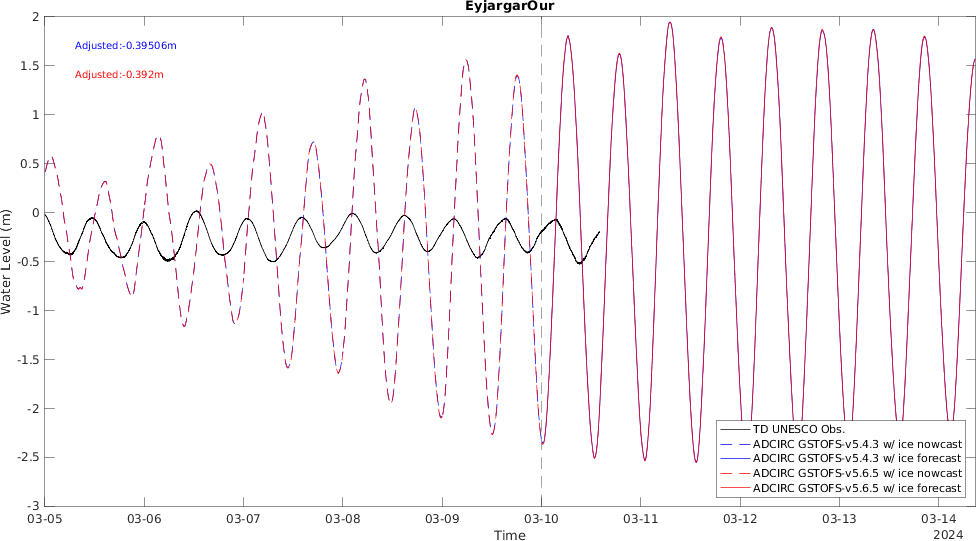 EyjargarOur
Adjusted:-0.39506m
Adjusted:-0.392m
2
1.5
1
0.5
0
-0.5
-1
-1.5
-2
-2.5
-3
Water Level (m)
TD UNESCO Obs.
ADCIRC GSTOFS-v5.4.3 w/ ice nowcast
ADCIRC GSTOFS-v5.4.3 w/ ice forecast
ADCIRC GSTOFS-v5.6.5 w/ ice nowcast
ADCIRC GSTOFS-v5.6.5 w/ ice forecast
03-05 03-06 03-07 03-08 03-09 03-10 03-11 03-12 03-13 03-14
Time
2024